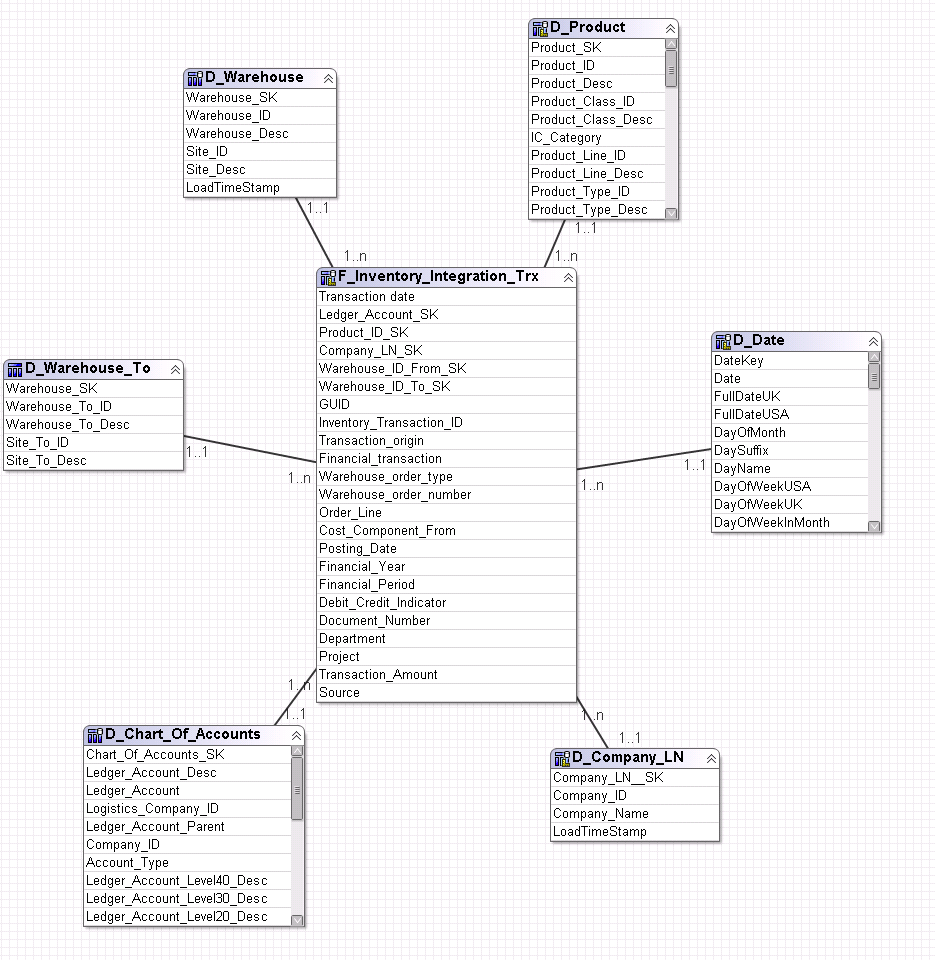 D_Product
Product_SK
Product_ID
Product_Desc
Product_Class_ID
Product_Class_Desc
IC_Category
Product_Line_ID
Product_Line_Desc
Product_Type_ID
Product_Type_Desc
1..1
1..n
D_Warehouse
Warehouse_SK
Warehouse_ID
Warehouse_Desc
Site_ID
Site_Desc
LoadTimeStamp
1..1
1..n
F_Inventory_Integration_Trx
Transaction date
Ledger_Account_SK
Product_ID_SK
Company_LN_SK
Warehouse_ID_From_SK
Warehouse_ID_To_SK
GUID
Inventory_Transaction_ID
Transaction_origin
Financial_transaction
Warehouse_order_type
Warehouse_order_number
Order_Line
Cost_Component_From
Posting_Date
Financial_Year
Financial_Period
Debit_Credit_Indicator
Document_Number
Department
Project
Transaction_Amount
Source
D_Warehouse_To
Warehouse_SK
Warehouse_To_ID
Warehouse_To_Desc
Site_To_ID
Site_To_Desc
1..1
1..n
D_Date
DateKey
Date
FullDateUK
FullDateUSA
DayOfMonth
DaySuffix
DayName
DayOfWeekUSA
DayOfWeekUK
DayOfWeekInMonth
1..1
1..n
1..n
1..1
D_Chart_Of_Accounts
Chart_Of_Accounts_SK
Ledger_Account_Desc
Ledger_Account
Logistics_Company_ID
Ledger_Account_Parent
Company_ID
Account_Type
Ledger_Account_Level40_Desc
Ledger_Account_Level30_Desc
Ledger_Account_Level20_Desc
1..n
1..1
D_Company_LN
Company_LN__SK
Company_ID
Company_Name
LoadTimeStamp